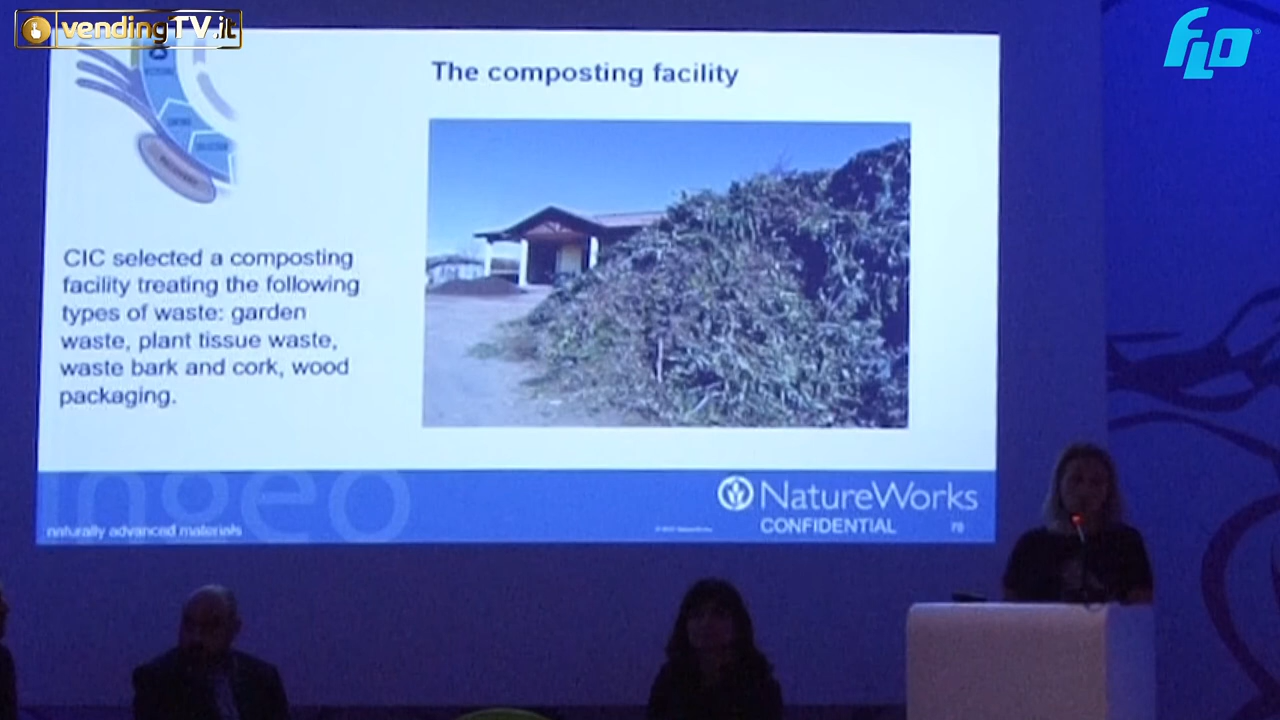 vendingTV.it
FLO
The composting facility
CIC selected a composting
facility treating the following
types of waste: garden
waste, plant tissue waste,
waste bark and cork, wood
packaging.
ingeo
naturally advanced materials
NatureWorks
CONFIDENTIAL